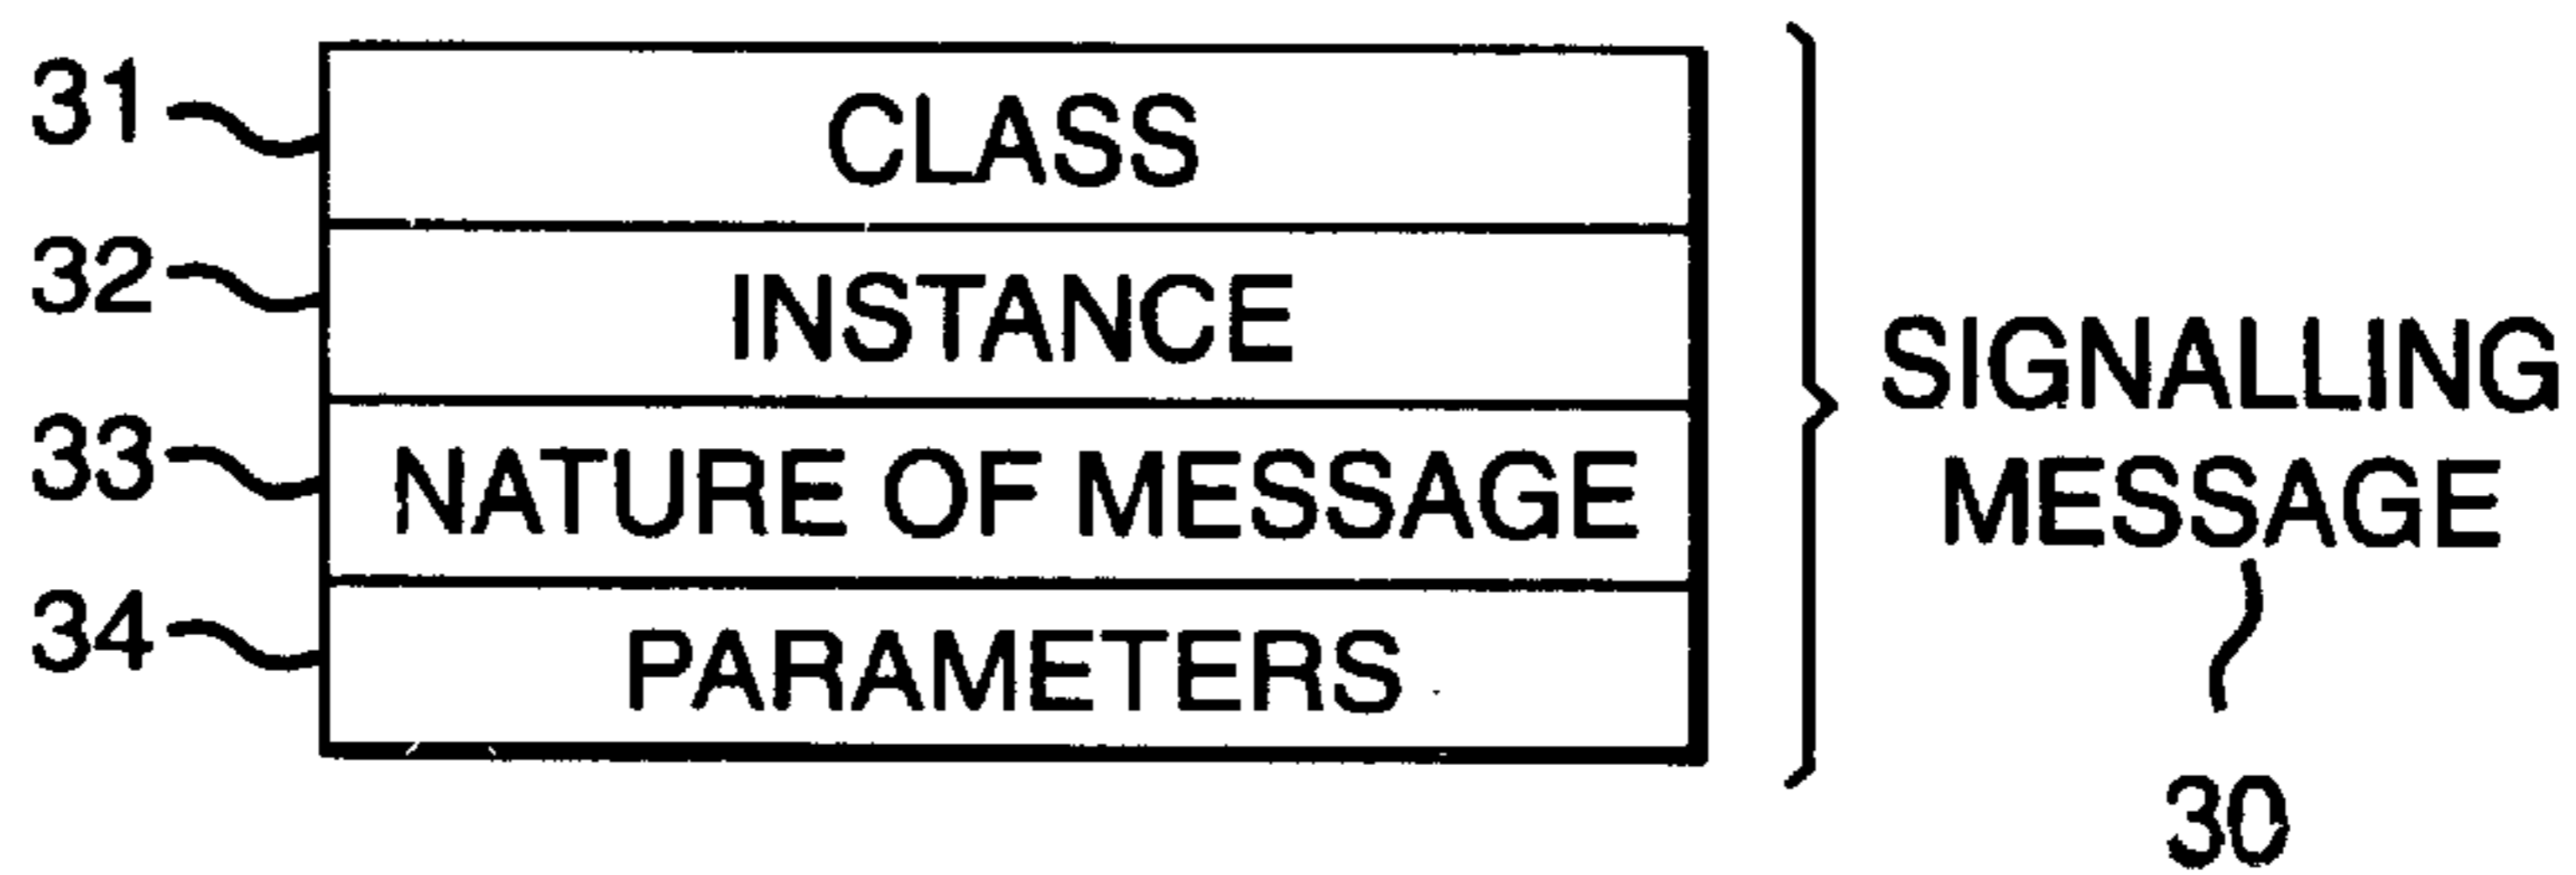 31 CLASS
32 INSTANCE
33 NATURE OF MESSAGE
34 PARAMETERS
SIGNALLING
MESSAGE
30